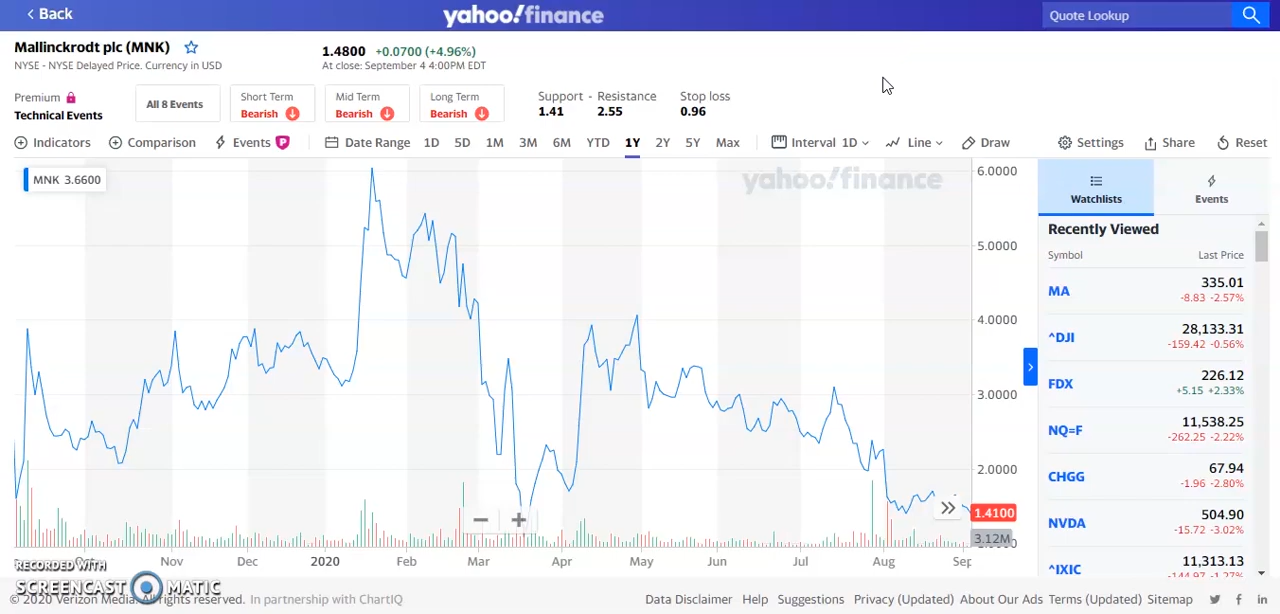 Back
yahoo!finance
Quote Lookup
Mallinckrodt plc (MNK)
NYSE - NYSE Delayed Price. Currency in USD
1.4800 +0.0700 (+4.96%)
At close: September 4 4:00PM EDT
Premium
Technical Events
All 8 Events
Short Term
Bearish
Mid Term
Bearish
Long Term
Bearish
Support - Resistance
1.41 2.55
Stop loss
0.96
Indicators Comparison Events P Date Range 1D 5D 1M 3M 6M YTD 1Y 2Y 5Y Max Interval 1D Line Draw Settings Share Reset
MNK 3.6600
yahoo!finance
6.0000
5.0000
4.0000
3.0000
2.0000
1.4100
3.12M
Nov Dec 2020 Feb Mar Apr May Jun Jul Aug Sep
Watchlists
Events
Recently Viewed
Symbol Last Price
MA 335.01
-8.83 -2.57%
^DJI 28,133.31
-159.42 -0.56%
FDX 226.12
+5.15 +2.33%
NQ=F 11,538.25
-262.25 -2.22%
CHGG 67.94
-1.96 -2.80%
NVDA 504.90
-15.72 -3.02%
^IXIC 11,313.13
-144.97 -1.27%
RECORDED WITH
SCREENCAST MATIC
© 2020 Verizon Media. All rights reserved. In partnership with ChartIQ
Data Disclaimer Help Suggestions Privacy (Updated) About Our Ads Terms (Updated) Sitemap